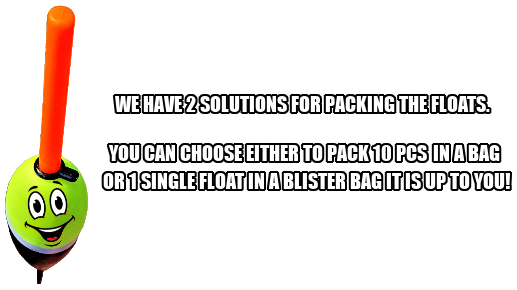 WE HAVE 2 SOLUTIONS FOR PACKING THE FLOATS.
YOU CAN CHOOSE EITHER TO PACK 10 PCS IN A BAG
OR 1 SINGLE FLOAT IN A BLISTER BAG IT IS UP TO YOU!